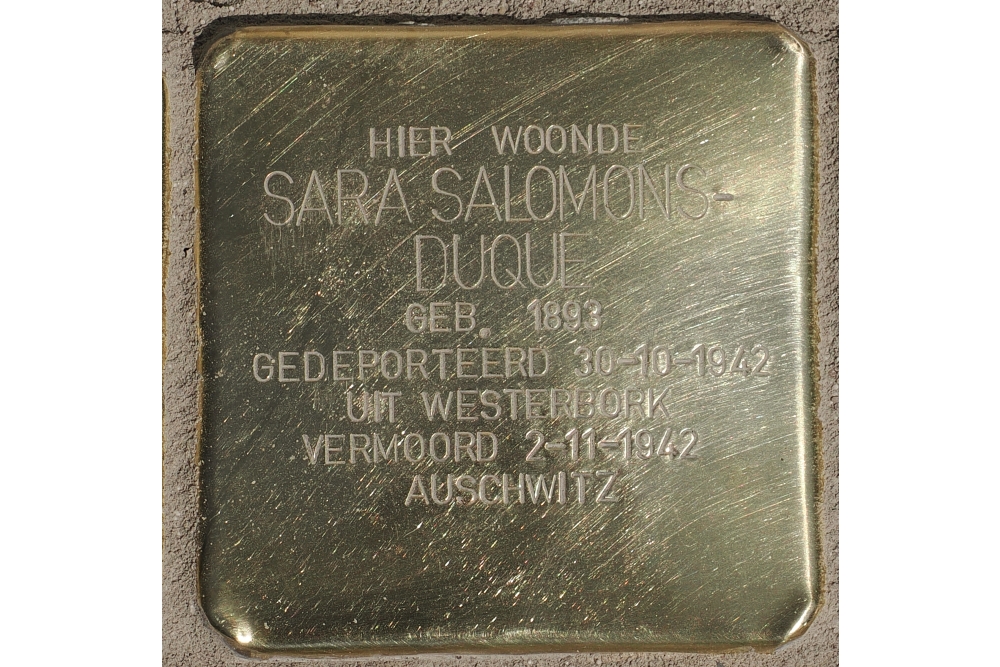 HIER WOONDE
SARA SALOMONS-
DUQUE
GEB. 1893
GEDEPORTEERD 30-10-1942
UIT WESTERBORK
VERMOORD 2-11-1942
AUSCHWITZ